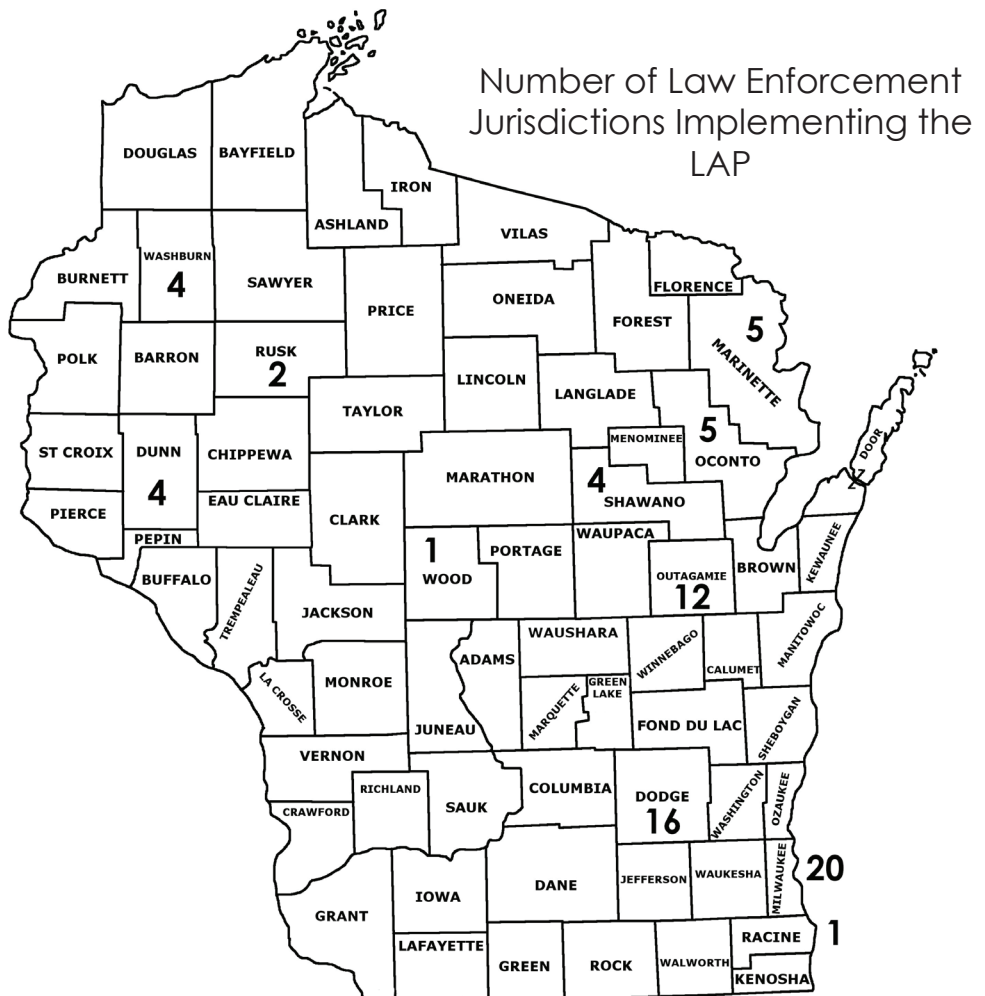 Number of Law Enforcement
Jurisdictions Implementing the
LAP
DOUGLAS
BAYFIELD
ASHLAND
IRON
VILAS
BURNETT
WASHBURN
4
SAWYER
PRICE
ONEIDA
FLORENCE
FOREST
5
MARINETTE
POLK
BARRON
RUSK
2
LINCOLN
LANGLADE
TAYLOR
ST CROIX
DUNN
4
CHIPPEWA
MARATHON
MENOMINEE
5
OCONTO
DOOR
4
SHAWANO
PIERCE
EAU CLAIRE
CLARK
PEPIN
1
WOOD
PORTAGE
WAUPACA
OUTAGAMIE
12
BROWN
KEWAUNEE
BUFFALO
TREMPEALEAU
JACKSON
WAUSHARA
WINNEBAGO
CALUMET
MANITOWOC
LA CROSSE
MONROE
JUNEAU
ADAMS
MARQUETTE
GREEN
LAKE
FOND DU LAC
SHEBOYGAN
VERNON
RICHLAND
CRAWFORD
SAUK
COLUMBIA
DODGE
16
WASHINGTON
OZAUKEE
GRANT
IOWA
DANE
JEFFERSON
WAUKESHA
MILWAUKEE
20
LAFAYETTE
GREEN
ROCK
WALWORTH
RACINE
1
KENOSHA